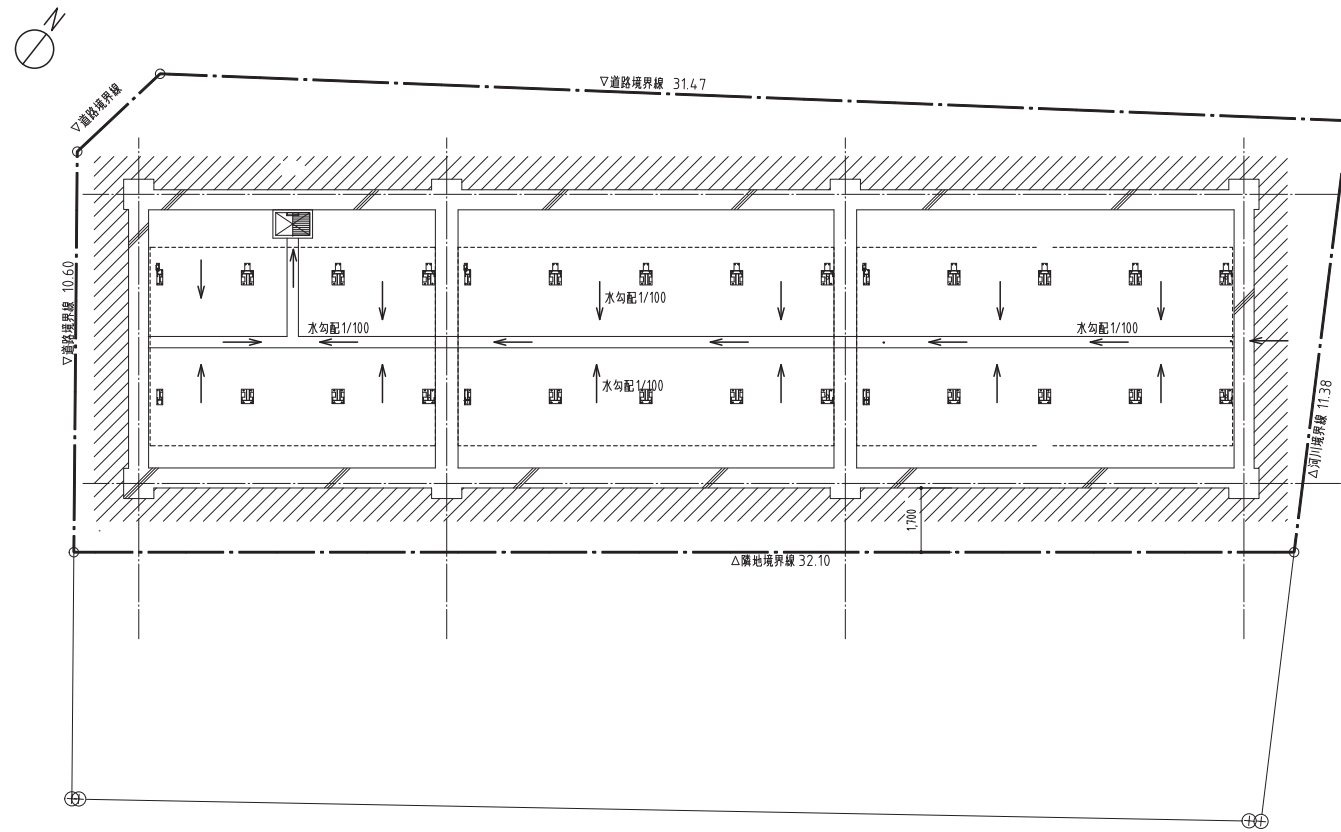 N
▽道路境界線 31.47
▽道路境界線
▽道路境界線 10.60
水勾配1/100
水勾配1/100
水勾配1/100
水勾配1/100
△河川境界線 11.38
1,700
△隣地境界線 32.10